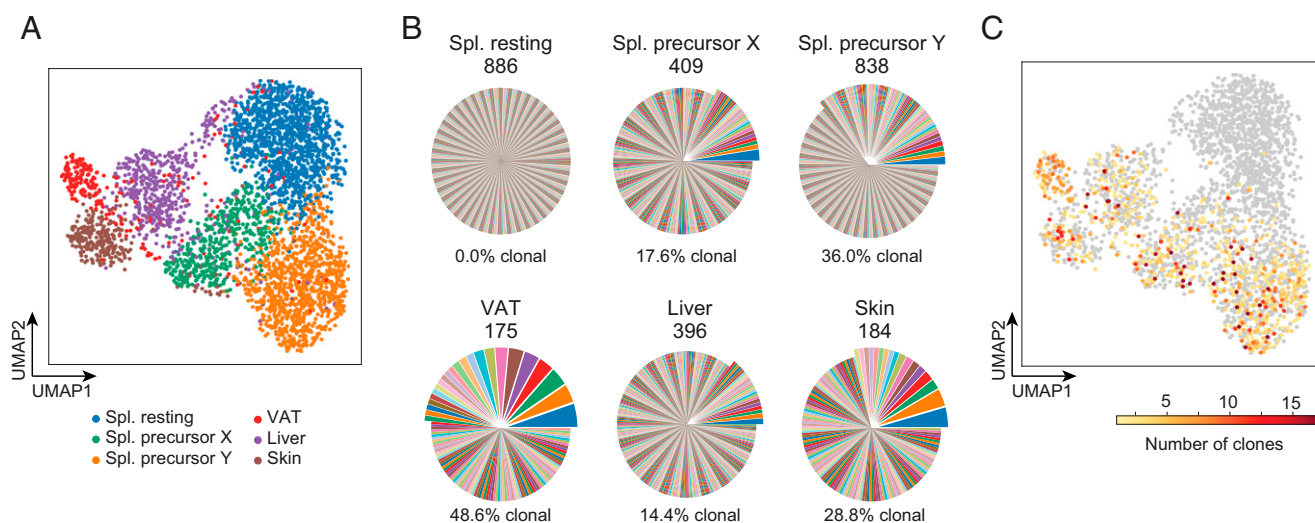 A
B
C
Spl. resting
886
Spl. precursor X
409
Spl. precursor Y
838
0.0% clonal
17.6% clonal
36.0% clonal
VAT
175
Liver
396
Skin
184
48.6% clonal
14.4% clonal
28.8% clonal
UMAP2
UMAP1
Spl. resting
Spl. precursor X
Spl. precursor Y
VAT
Liver
Skin
UMAP2
UMAP1
5 10 15
Number of clones